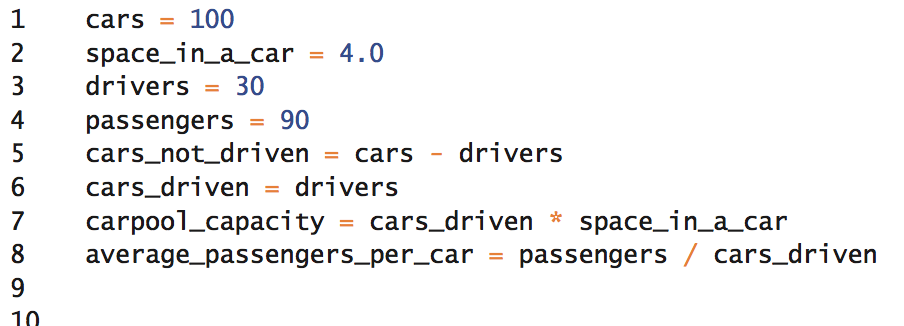 1 cars = 100
2 space_in_a_car = 4.0
3 drivers = 30
4 passengers = 90
5 cars_not_driven = cars - drivers
6 cars_driven = drivers
7 carpool_capacity = cars_driven * space_in_a_car
8 average_passengers_per_car = passengers / cars_driven
9
10